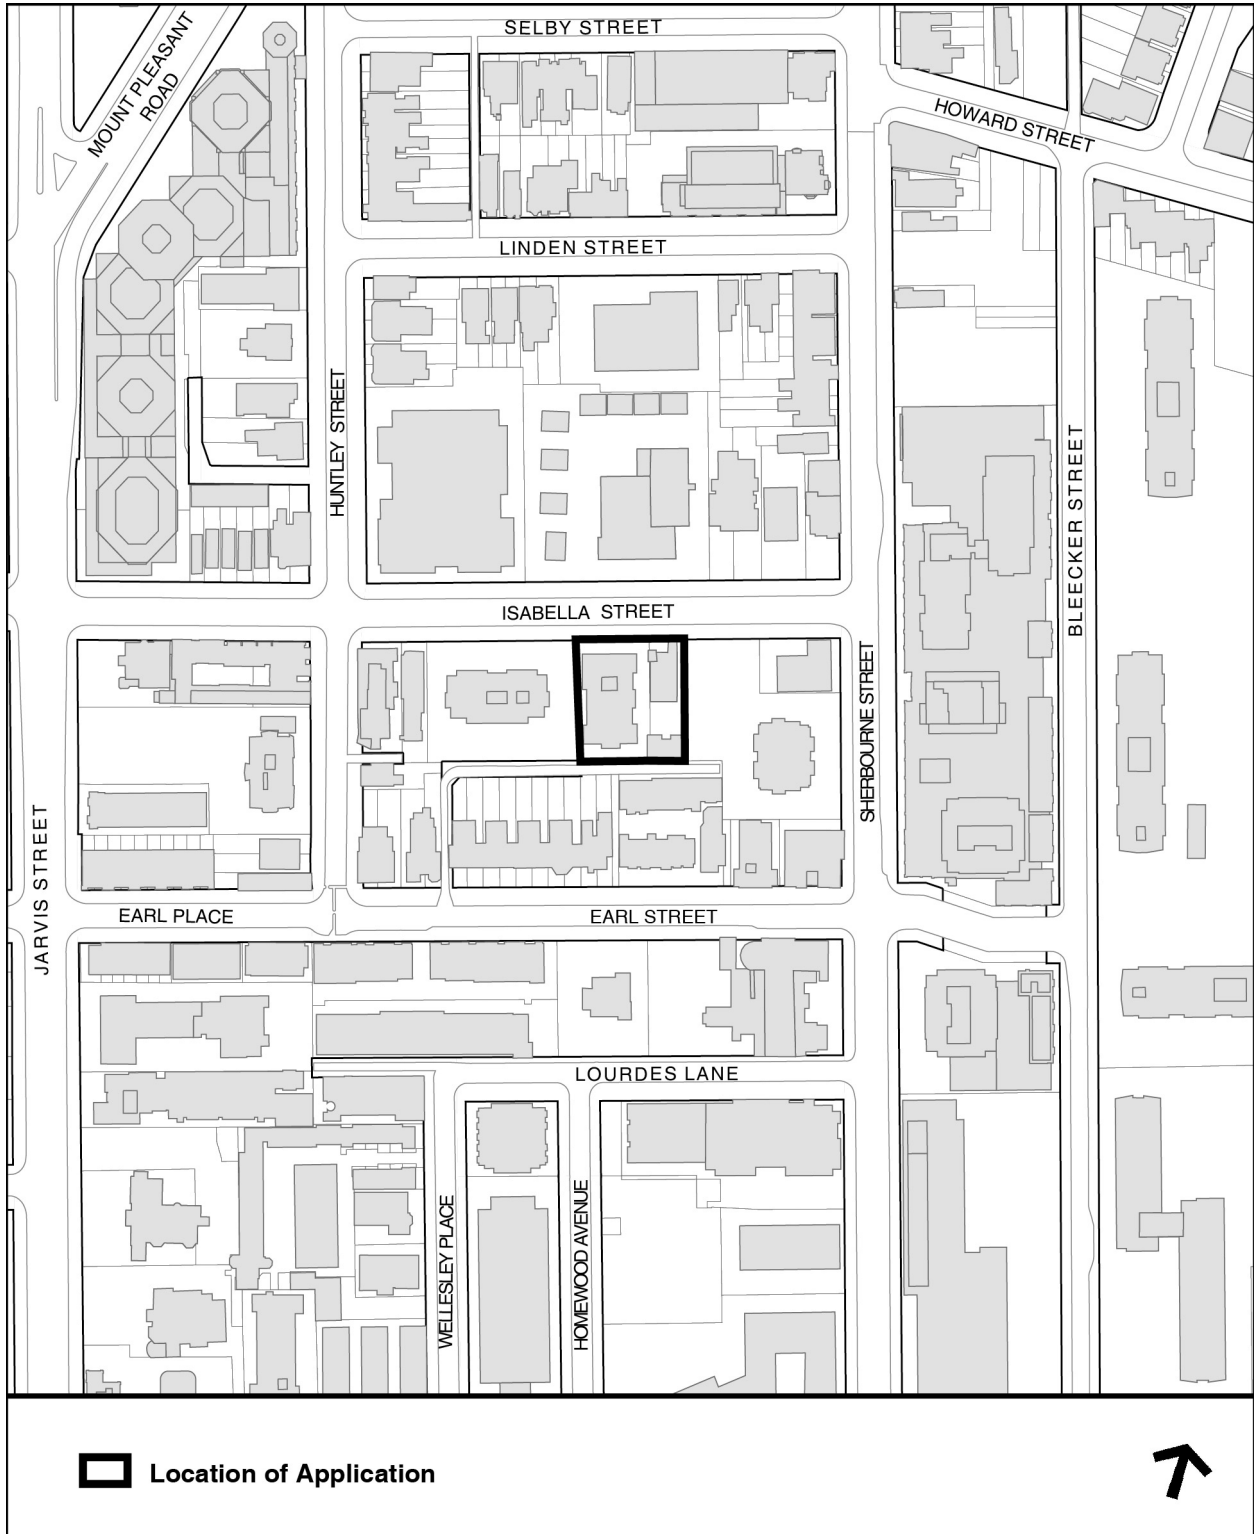 SELBY STREET
MOUNT PLEASANT
ROAD
HOWARD STREET
LINDEN STREET
HUNTLEY STREET
BLEECKER STREET
ISABELLA STREET
SHERBOURNE STREET
JARVIS STREET
EARL PLACE
EARL STREET
LOURDES LANE
WELLESLEY PLACE
HOMEWOOD AVENUE
Location of Application